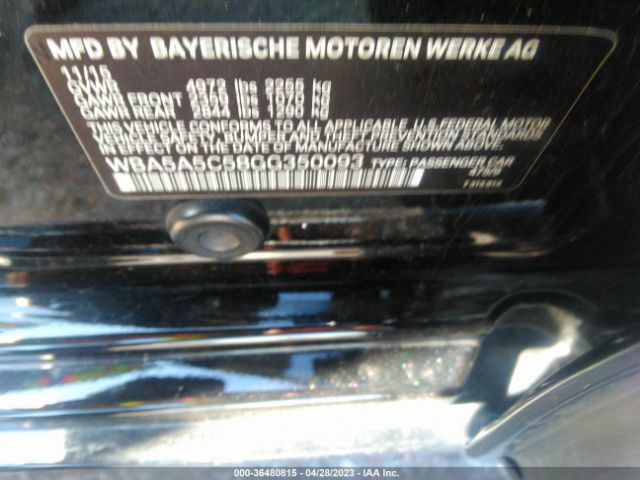 MFD BY BAYERISCHE MOTOREN WERKE AG
11/15
GVWR 4972 lbs 2255 kg
GAWR FRONT 2359 lbs 1070 kg
GAWR REAR 2844 lbs 1290 kg
THIS VEHICLE CONFORMS TO ALL APPLICABLE U.S. FEDERAL MOTOR
VEHICLE SAFETY, BUMPER, AND THEFT PREVENTION STANDARDS
IN EFFECT ON THE DATE OF MANUFACTURE SHOWN ABOVE.
WBA5A5C58GG350093 TYPE: PASSENGER CAR
000-36480815 - 04/28/2023 - IAA Inc.